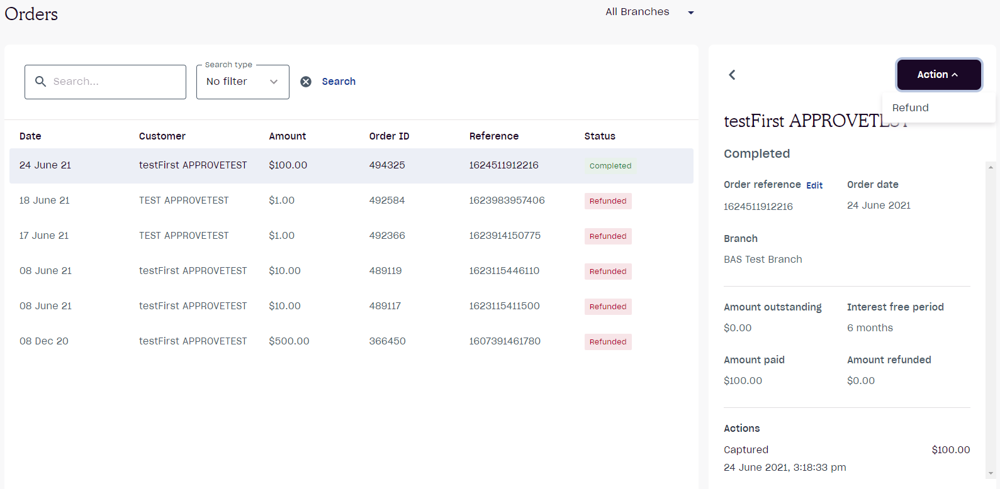 Orders
All Branches
Search...
Search type
No filter
Search
Date Customer Amount Order ID Reference Status
24 June 21 testFirst APPROVETEST $100.00 494325 1624511912216 Completed
18 June 21 TEST APPROVETEST $1.00 492584 1623983957406 Refunded
17 June 21 TEST APPROVETEST $1.00 492366 1623914150775 Refunded
08 June 21 testFirst APPROVETEST $10.00 489119 1623115446110 Refunded
08 June 21 testFirst APPROVETEST $10.00 489117 1623115411500 Refunded
08 Dec 20 testFirst APPROVETEST $500.00 366450 1607391461780 Refunded
Action
Refund
testFirst APPROVETEST
Completed
Order reference Edit Order date
1624511912216 24 June 2021
Branch
BAS Test Branch
Amount outstanding Interest free period
$0.00 6 months
Amount paid Amount refunded
$100.00 $0.00
Actions
Captured $100.00
24 June 2021, 3:18:33 pm